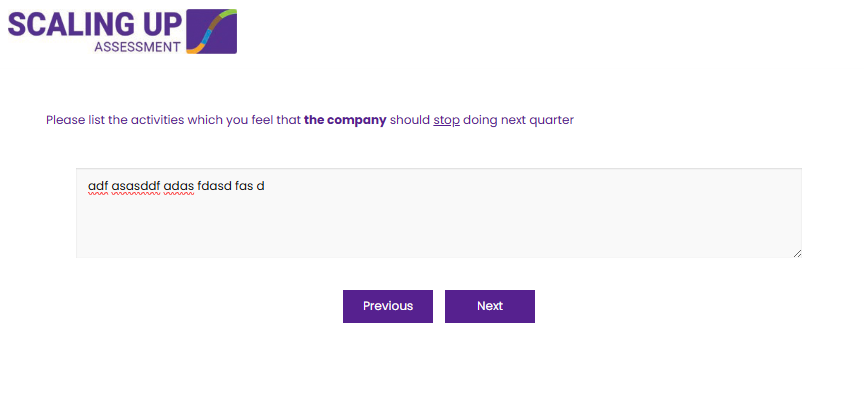 SCALING UP
ASSESSMENT
Please list the activities which you feel that the company should stop doing next quarter
adf asasddf adas fdasd fas d
Previous Next